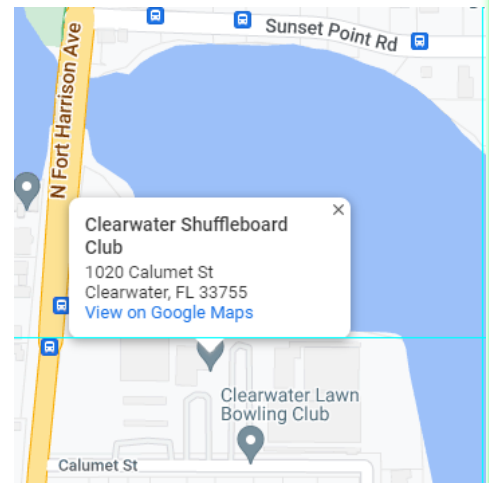 Sunset Point Rd
N Fort Harrison Ave
Clearwater Shuffleboard
Club
1020 Calumet St
Clearwater, FL 33755
View on Google Maps
Clearwater Lawn
Bowling Club
Calumet St